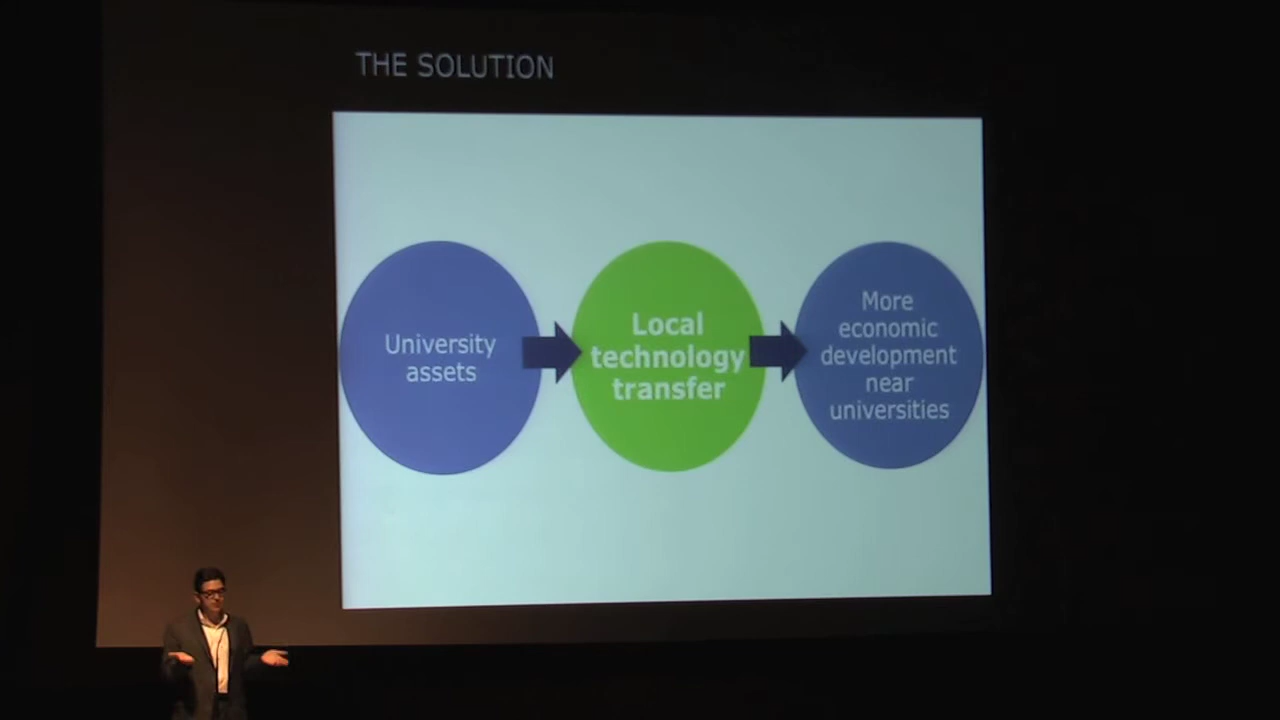 THE SOLUTION
University
assets
Local
technology
transfer
More
economic
development
near
universities